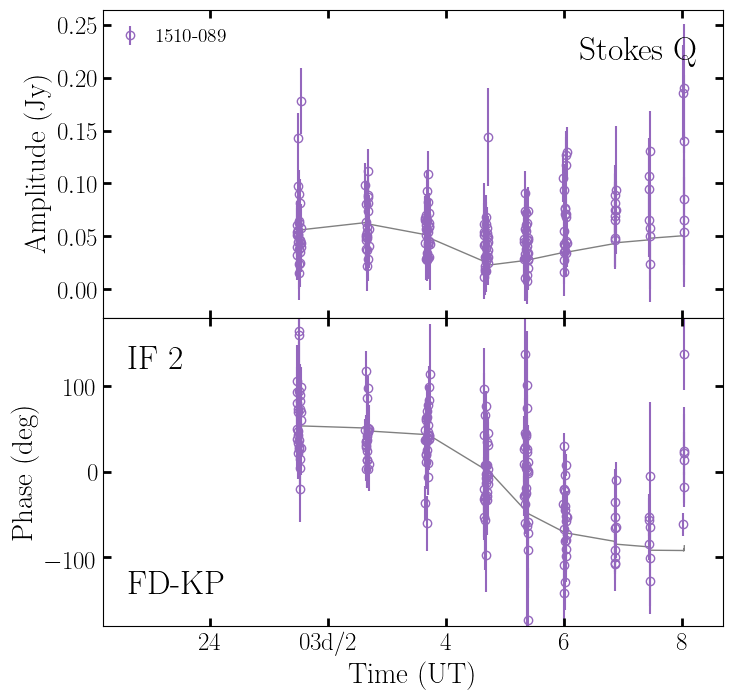 1510-089
Stokes Q
0.25
0.20
0.15
0.10
0.05
0.00
Amplitude (Jy)
IF 2
100
0
−100
Phase (deg)
FD-KP
24 03d/2 4 6 8
Time (UT)